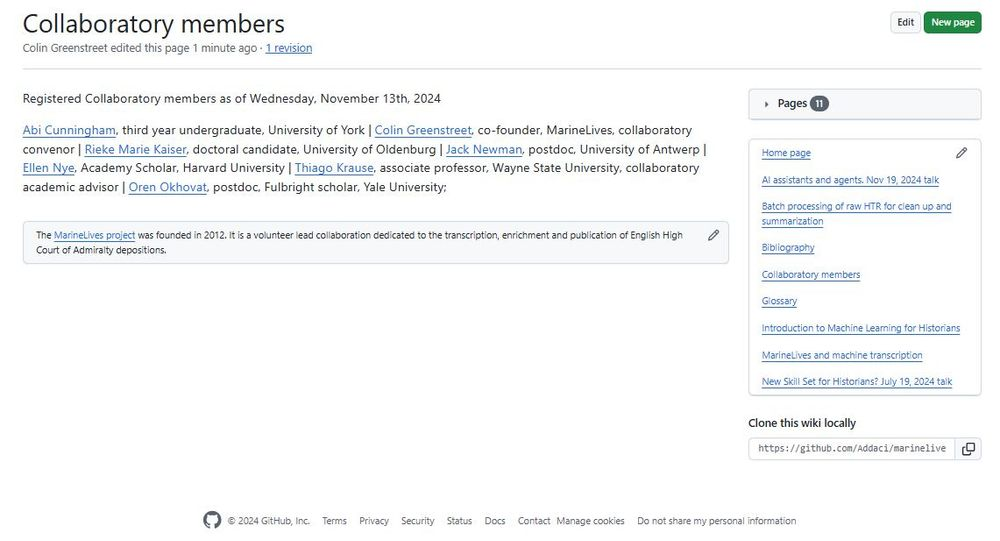 Collaboratory members
Edit
New page
Colin Greenstreet edited this page 1 minute ago · 1 revision
Registered Collaboratory members as of Wednesday, November 13th, 2024
Abi Cunningham, third year undergraduate, University of York | Colin Greenstreet, co-founder, MarineLives, collaboratory
convenor | Rieke Marie Kaiser, doctoral candidate, University of Oldenburg | Jack Newman, postdoc, University of Antwerp |
Ellen Nye, Academy Scholar, Harvard University | Thiago Krause, associate professor, Wayne State University, collaboratory
academic advisor | Oren Okhovat, postdoc, Fulbright scholar, Yale University;
The MarineLives project was founded in 2012. It is a volunteer lead collaboration dedicated to the transcription, enrichment and publication of English High
Court of Admiralty depositions.
Pages 11
Home page
AI assistants and agents. Nov 19, 2024 talk
Batch processing of raw HTR for clean up and
summarization
Bibliography
Collaboratory members
Glossary
Introduction to Machine Learning for Historians
MarineLives and machine transcription
New Skill Set for Historians? July 19, 2024 talk
Clone this wiki locally
https://github.com/Addaci/marinelive
© 2024 GitHub, Inc. Terms Privacy Security Status Docs Contact Manage cookies Do not share my personal information